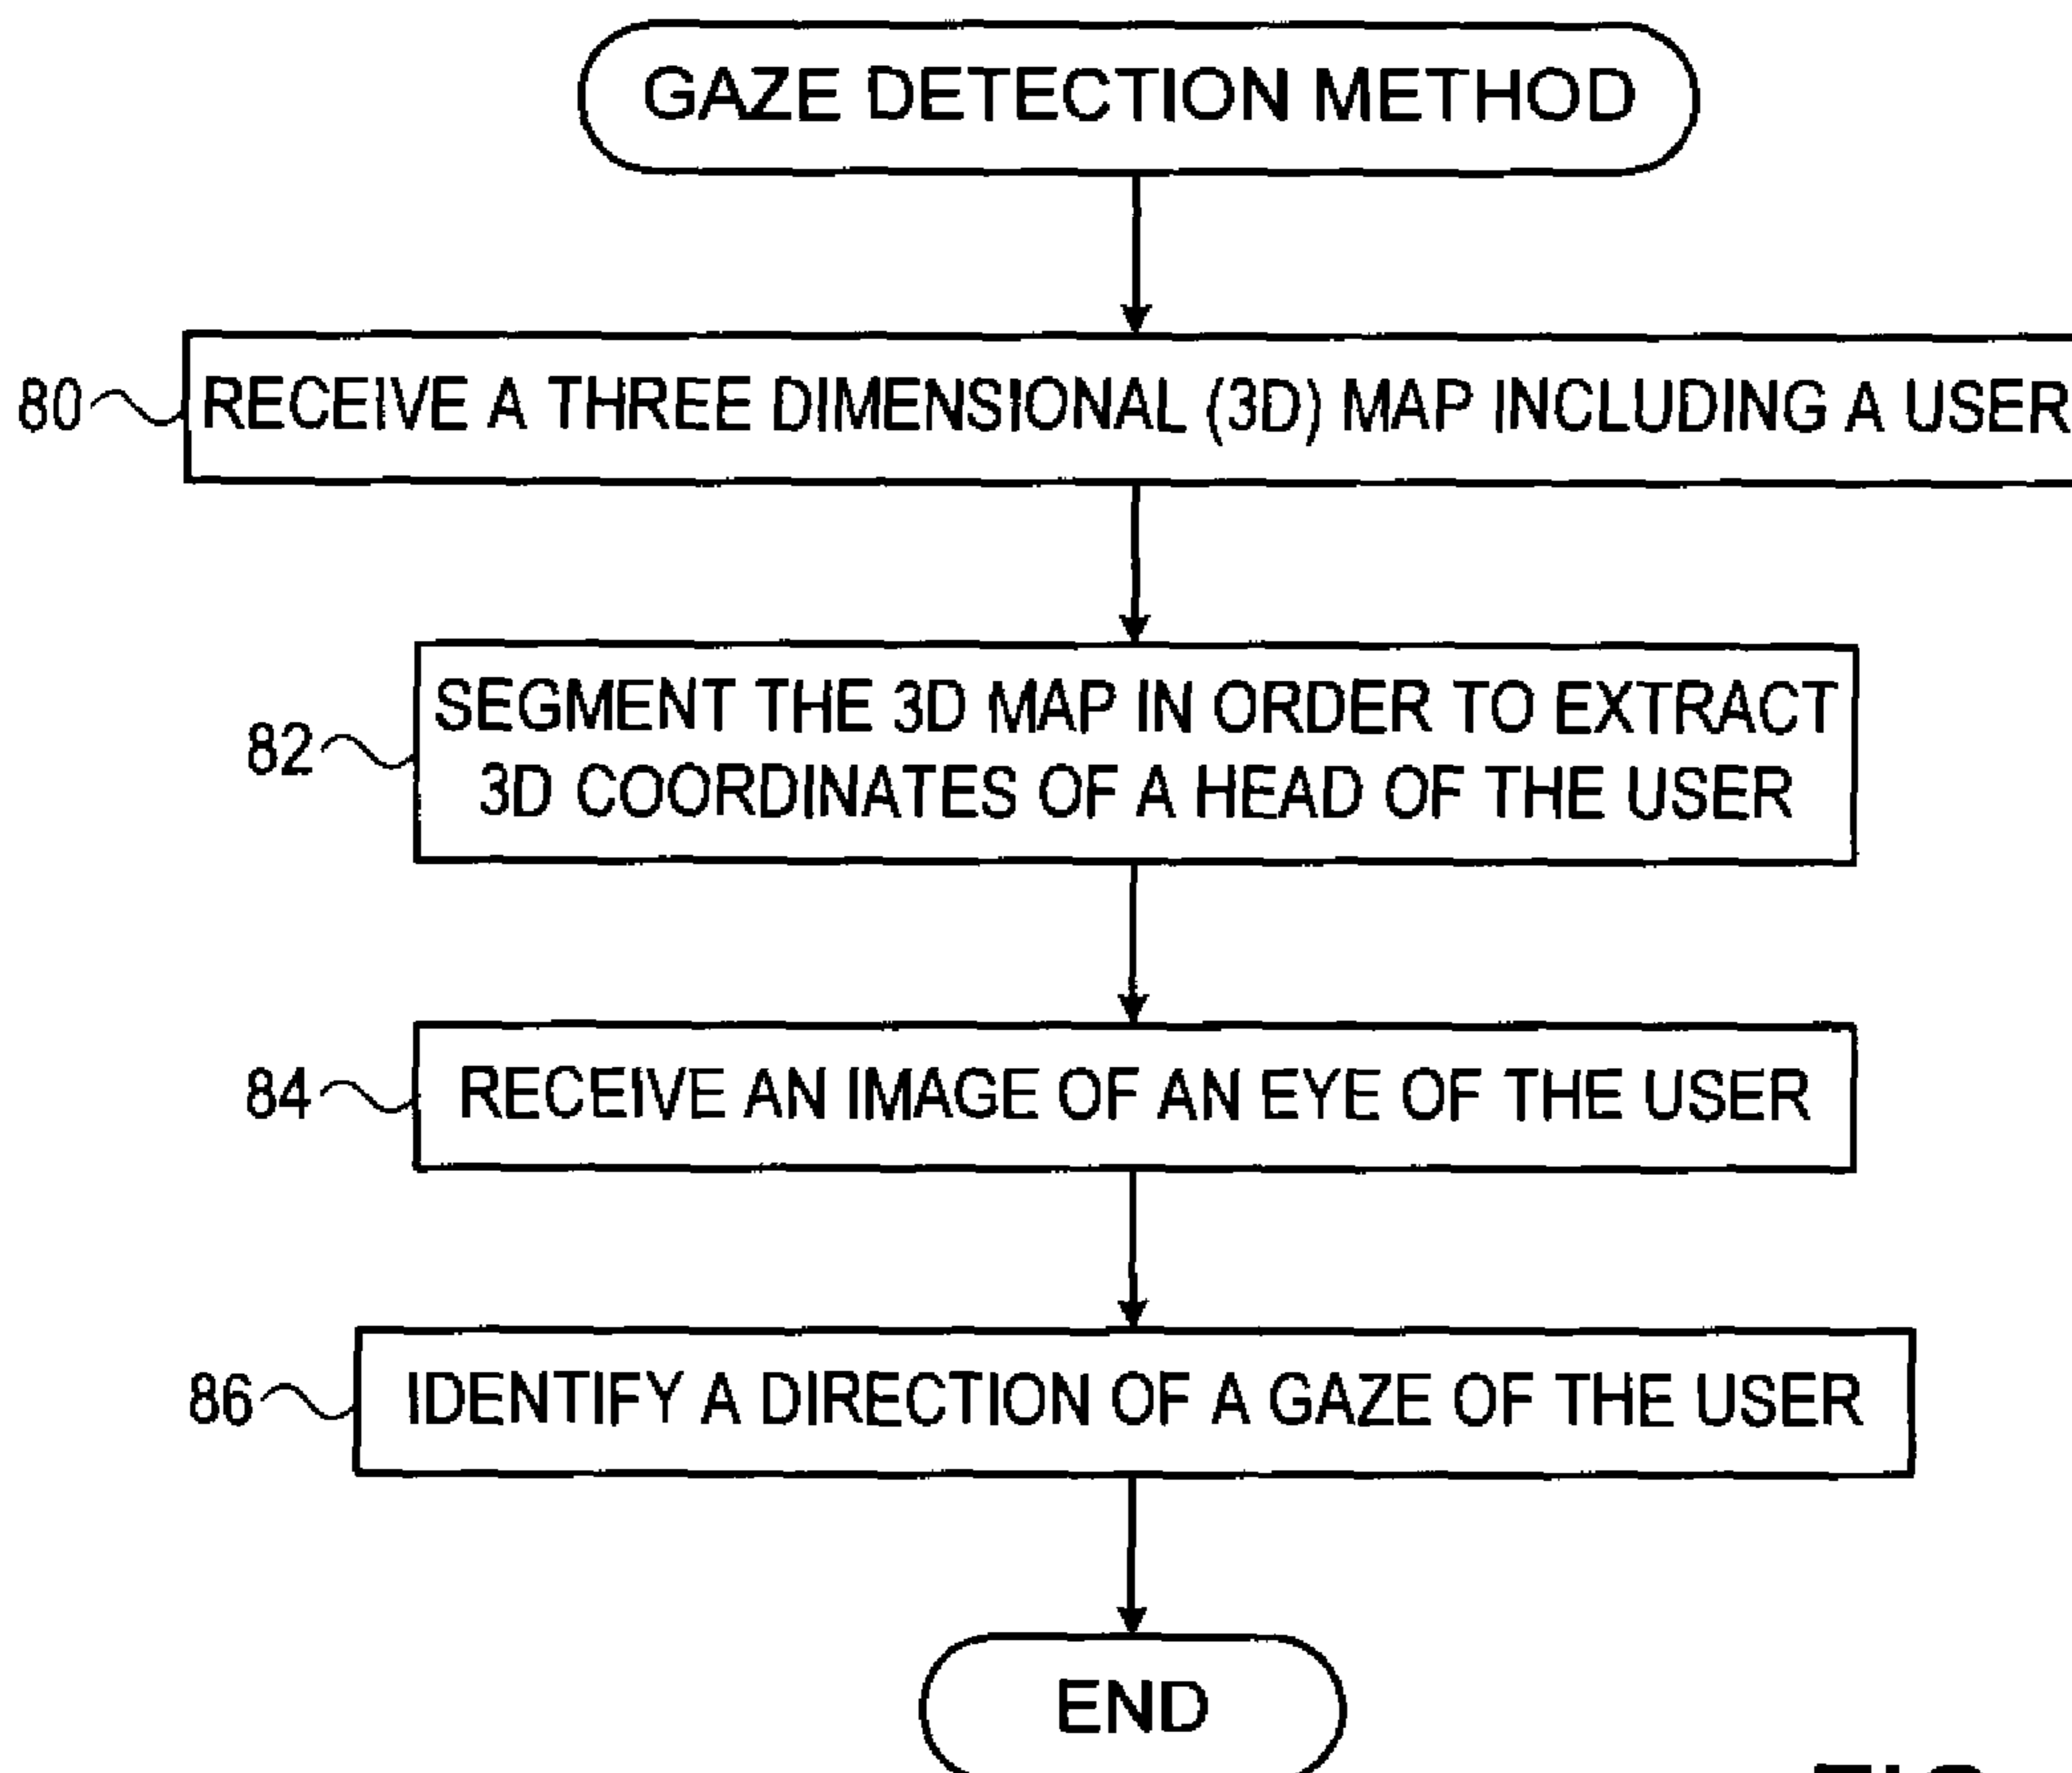 GAZE DETECTION METHOD
80 RECEIVE A THREE DIMENSIONAL (3D) MAP INCLUDING A USER
SEGMENT THE 3D MAP IN ORDER TO EXTRACT
82 3D COORDINATES OF A HEAD OF THE USER
84 RECEIVE AN IMAGE OF AN EYE OF THE USER
86 IDENTIFY A DIRECTION OF A GAZE OF THE USER
END